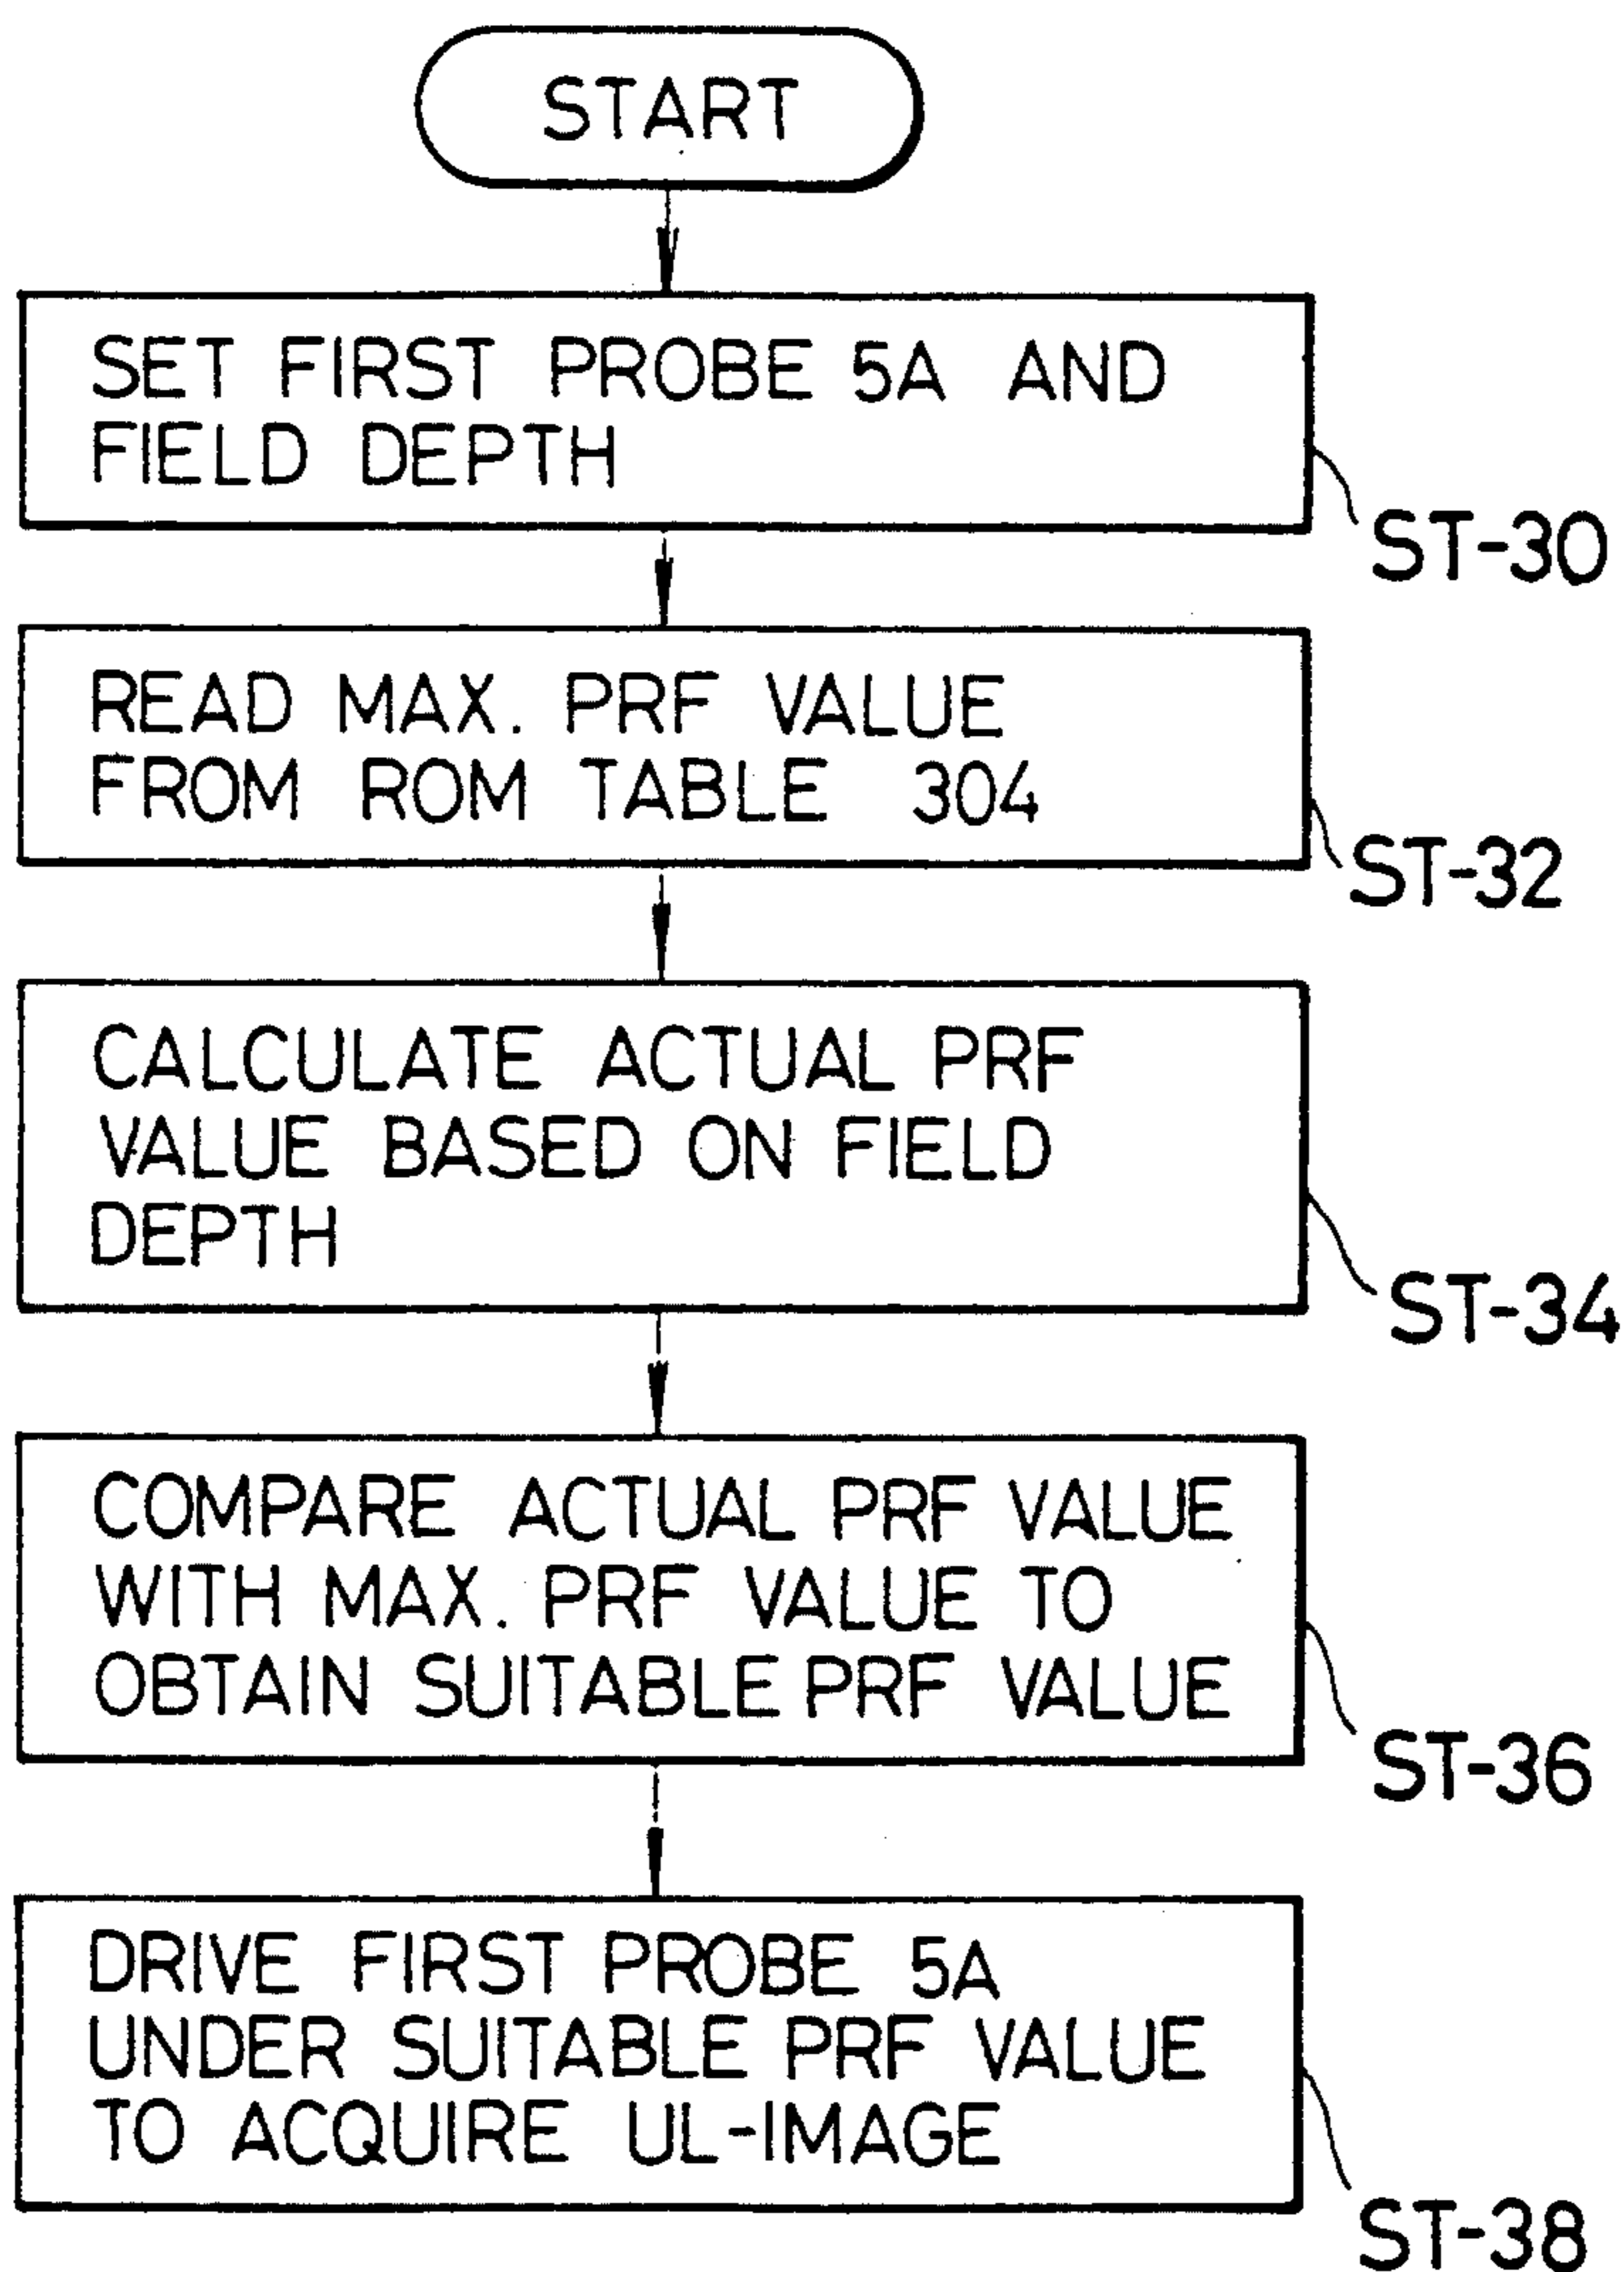 START
SET FIRST PROBE 5A AND
FIELD DEPTH
ST-30
READ MAX. PRF VALUE
FROM ROM TABLE 304
ST-32
CALCULATE ACTUAL PRF
VALUE BASED ON FIELD
DEPTH
ST-34
COMPARE ACTUAL PRF VALUE
WITH MAX. PRF VALUE TO
OBTAIN SUITABLE PRF VALUE
ST-36
DRIVE FIRST PROBE 5A
UNDER SUITABLE PRF VALUE
TO ACQUIRE UL-IMAGE
ST-38